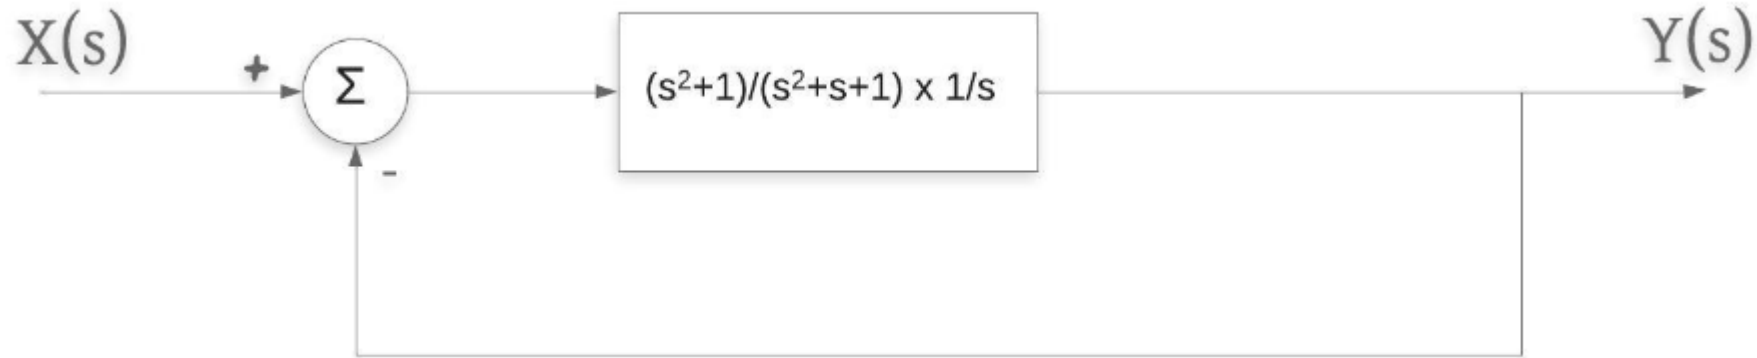 X(s)
+
Σ
(s²+1)/(s²+s+1) x 1/s
Y(s)
-